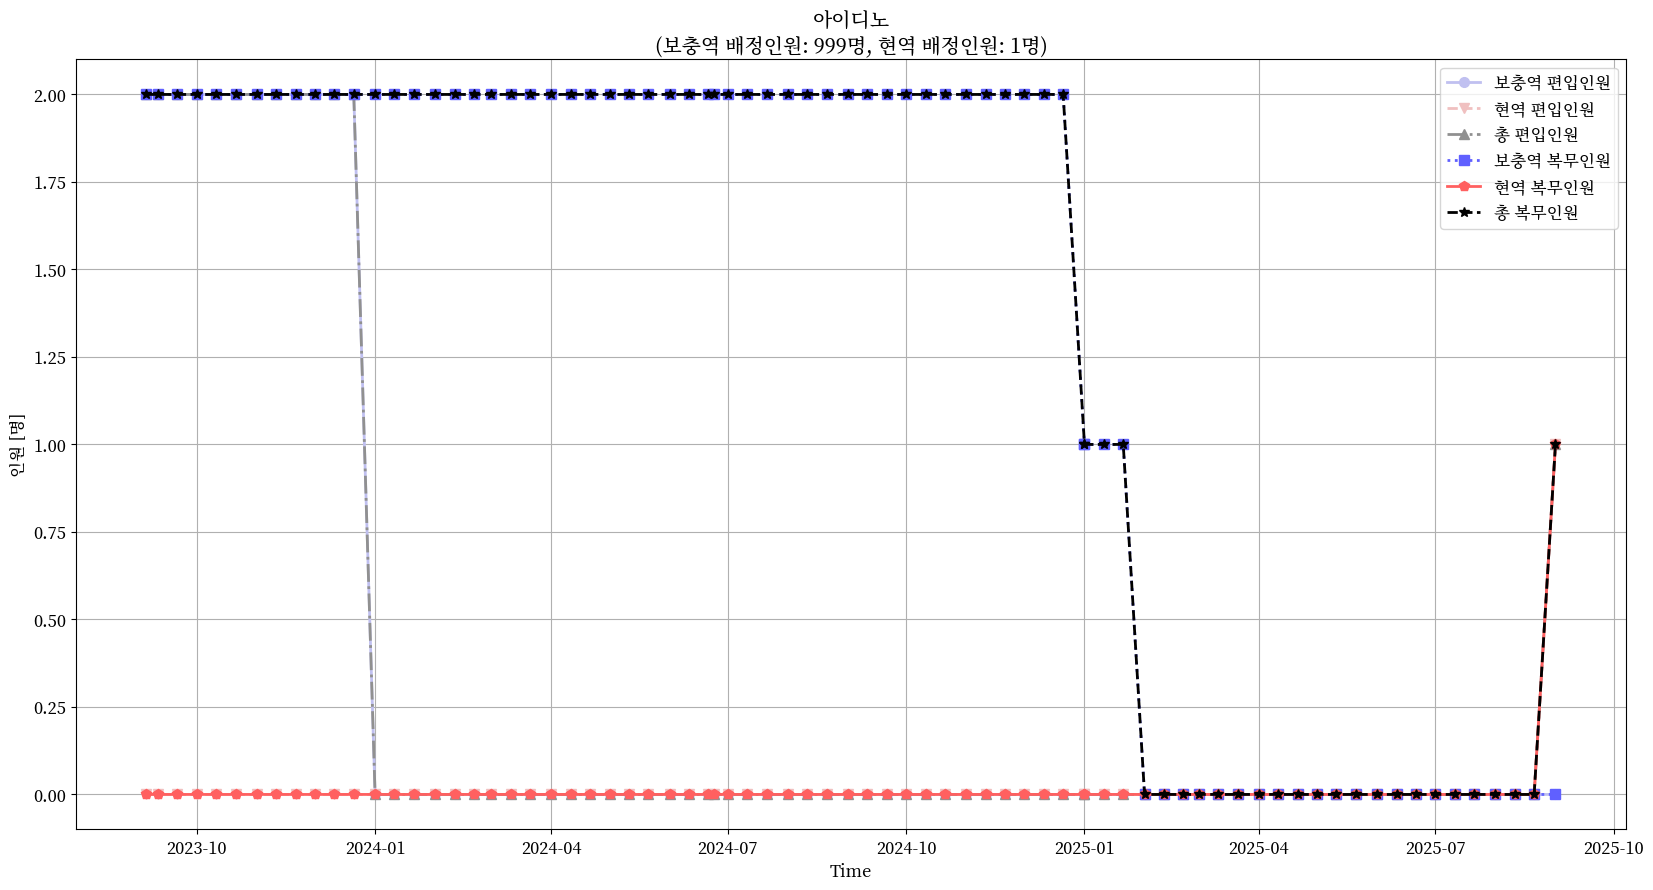 아이디노
(보충역 배정인원: 999명, 현역 배정인원: 1명)
보충역 편입인원
현역 편입인원
총 편입인원
보충역 복무인원
현역 복무인원
총 복무인원
인원 [명]
2.00
1.75
1.50
1.25
1.00
0.75
0.50
0.25
0.00
2023-10 2024-01 2024-04 2024-07 2024-10 2025-01 2025-04 2025-07 2025-10
Time